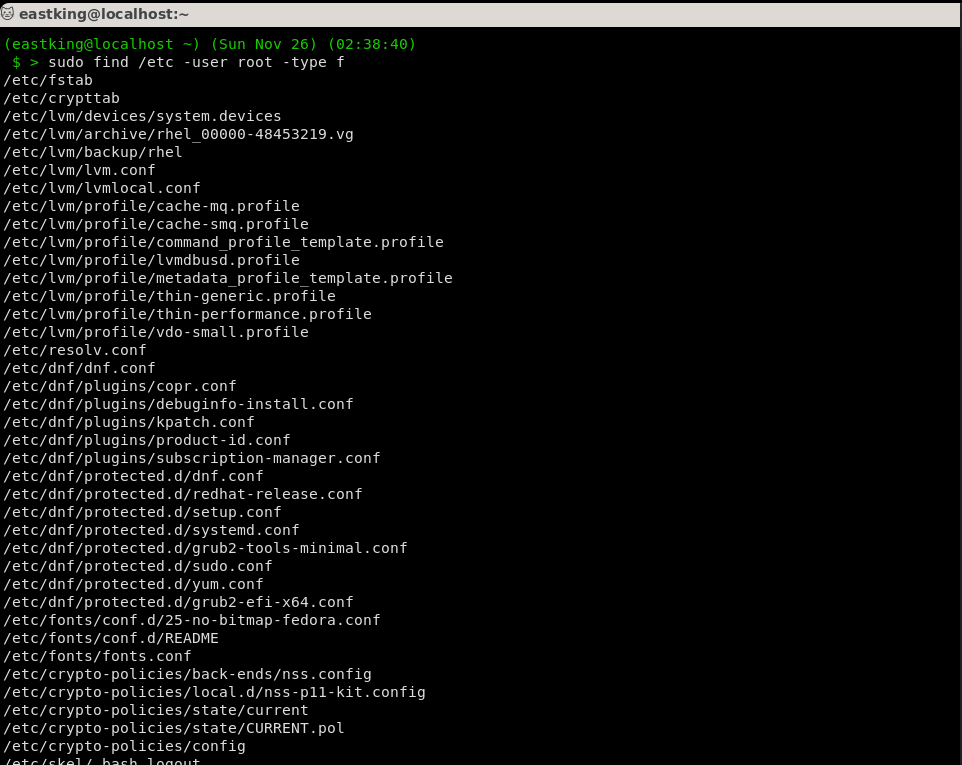 eastking@localhost:~
(eastking@localhost ~) (Sun Nov 26) (02:38:40)
$ > sudo find /etc -user root -type f
/etc/fstab
/etc/crypttab
/etc/lvm/devices/system.devices
/etc/lvm/archive/rhel_00000-48453219.vg
/etc/lvm/backup/rhel
/etc/lvm/lvm.conf
/etc/lvm/lvmlocal.conf
/etc/lvm/profile/cache-mq.profile
/etc/lvm/profile/cache-smq.profile
/etc/lvm/profile/command_profile_template.profile
/etc/lvm/profile/lvmdbusd.profile
/etc/lvm/profile/metadata_profile_template.profile
/etc/lvm/profile/thin-generic.profile
/etc/lvm/profile/thin-performance.profile
/etc/lvm/profile/vdo-small.profile
/etc/resolv.conf
/etc/dnf/dnf.conf
/etc/dnf/plugins/copr.conf
/etc/dnf/plugins/debuginfo-install.conf
/etc/dnf/plugins/kpatch.conf
/etc/dnf/plugins/product-id.conf
/etc/dnf/plugins/subscription-manager.conf
/etc/dnf/protected.d/dnf.conf
/etc/dnf/protected.d/redhat-release.conf
/etc/dnf/protected.d/setup.conf
/etc/dnf/protected.d/systemd.conf
/etc/dnf/protected.d/grub2-tools-minimal.conf
/etc/dnf/protected.d/sudo.conf
/etc/dnf/protected.d/yum.conf
/etc/dnf/protected.d/grub2-efi-x64.conf
/etc/fonts/conf.d/25-no-bitmap-fedora.conf
/etc/fonts/conf.d/README
/etc/fonts/fonts.conf
/etc/crypto-policies/back-ends/nss.config
/etc/crypto-policies/local.d/nss-p11-kit.config
/etc/crypto-policies/state/current
/etc/crypto-policies/state/CURRENT.pol
/etc/crypto-policies/config
/etc/skel/.bash_logout